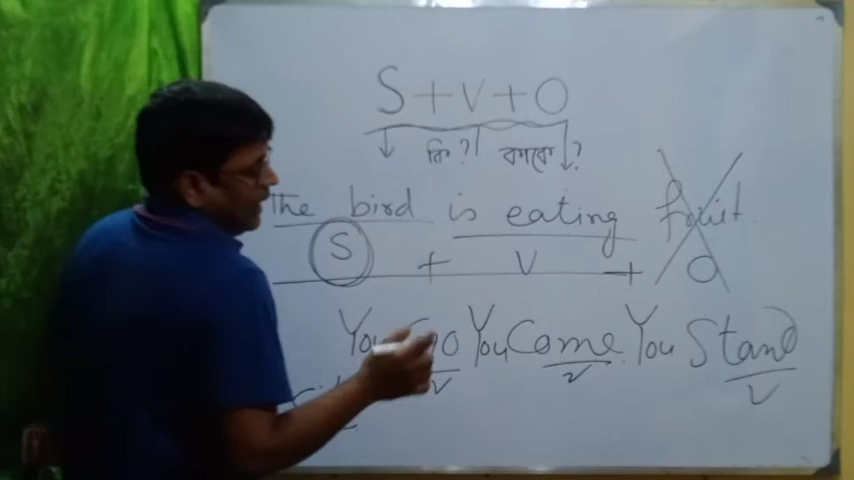 S+V+O
কি? কাকে?
The bird is eating fruit
S + V + O
You Go You Come You Stand
V V V